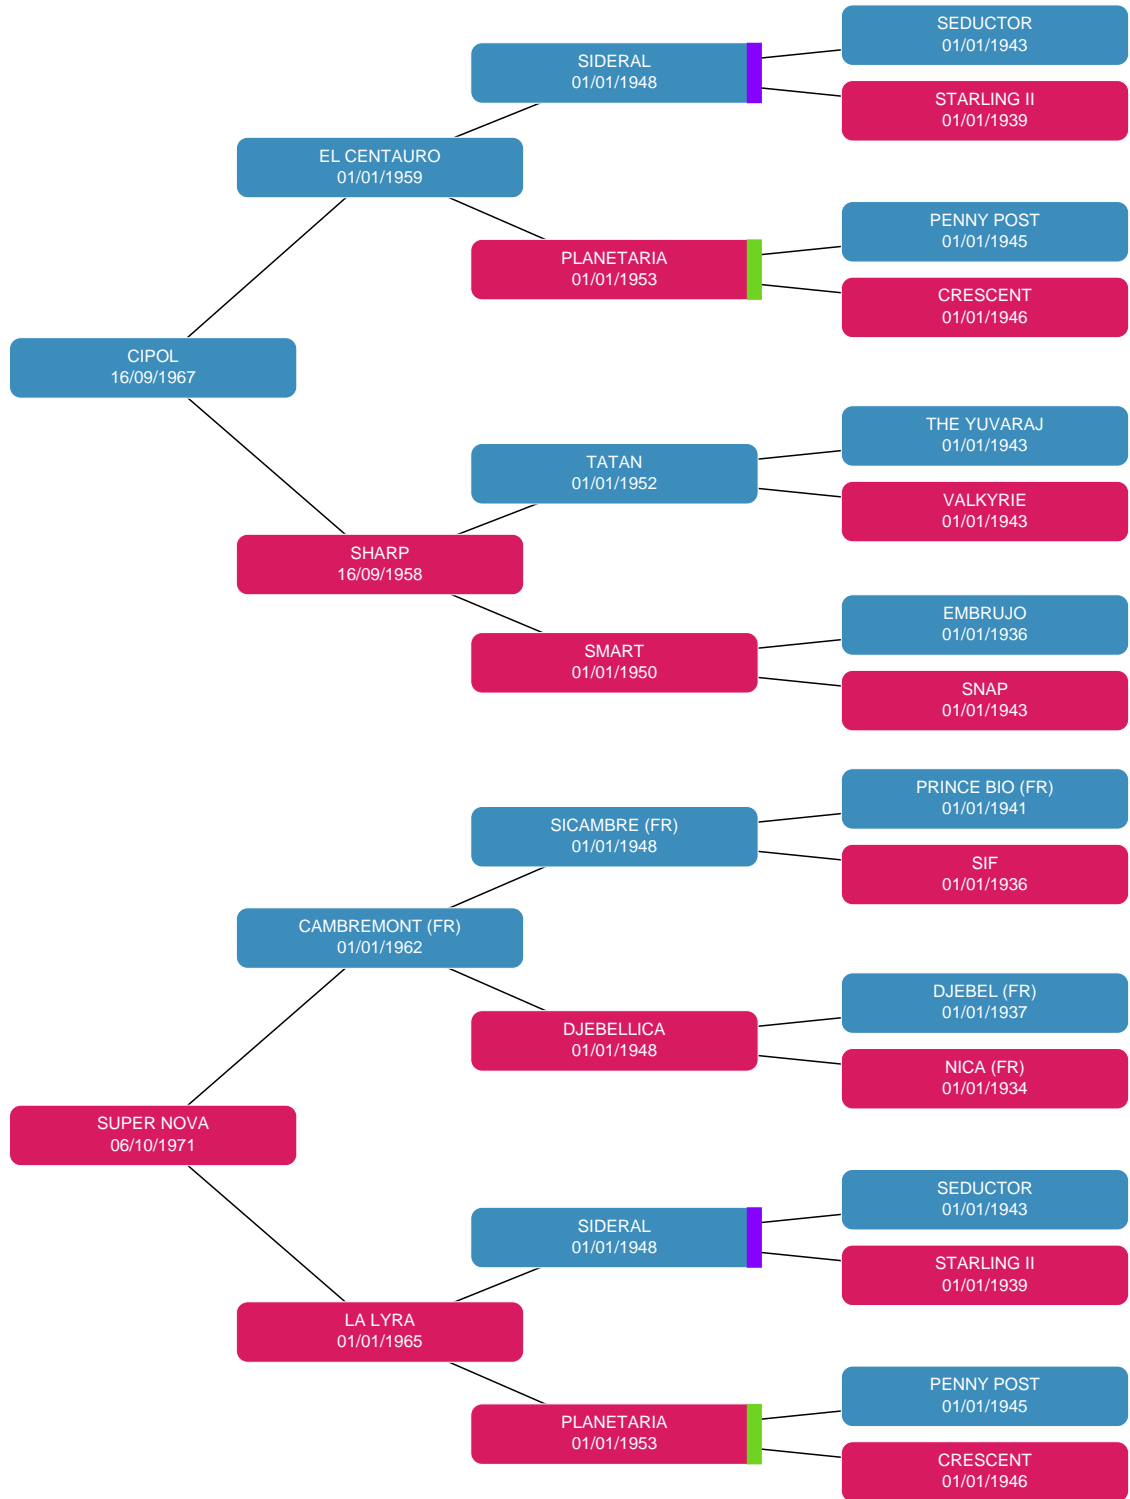 SEDUCTOR
01/01/1943
SIDERAL
01/01/1948
STARLING II
01/01/1939
EL CENTAURO
01/01/1959
PENNY POST
01/01/1945
PLANETARIA
01/01/1953
CRESCENT
01/01/1946
CIPOL
16/09/1967
THE YUVARAJ
01/01/1943
TATAN
01/01/1952
VALKYRIE
01/01/1943
SHARP
16/09/1958
EMBRUJO
01/01/1936
SMART
01/01/1950
SNAP
01/01/1943
PRINCE BIO (FR)
01/01/1941
SICAMBRE (FR)
01/01/1948
SIF
01/01/1936
CAMBREMONT (FR)
01/01/1962
DJEBEL (FR)
01/01/1937
DJEBELLICA
01/01/1948
NICA (FR)
01/01/1934
SUPER NOVA
06/10/1971
SEDUCTOR
01/01/1943
SIDERAL
01/01/1948
STARLING II
01/01/1939
LA LYRA
01/01/1965
PENNY POST
01/01/1945
PLANETARIA
01/01/1953
CRESCENT
01/01/1946